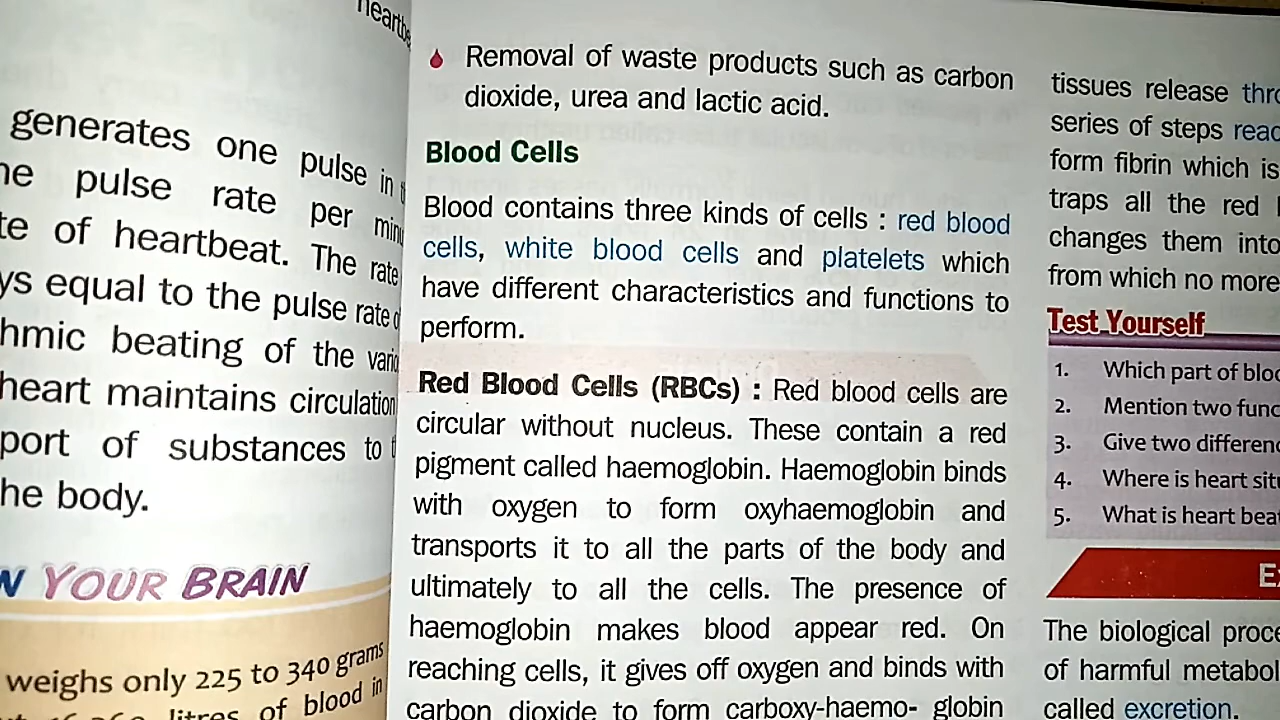 heartbe
generates one pulse in
pulse rate per
of heartbeat. The rate
equal to the pulse rate
beating of the
heart maintains circulation
of substances to
body.
YOUR BRAIN
weighs only 225 to 340 grams
litres of blood in
Removal of waste products such as carbon
dioxide, urea and lactic acid.
Blood Cells
Blood contains three kinds of cells : red blood
cells, white blood cells and platelets which
have different characteristics and functions to
perform.
Red Blood Cells (RBCs) : Red blood cells are
circular without nucleus. These contain a red
pigment called haemoglobin. Haemoglobin binds
with oxygen to form oxyhaemoglobin and
transports it to all the parts of the body and
ultimately to all the cells. The presence of
haemoglobin makes blood appear red. On
reaching cells, it gives off oxygen and binds with
carbon dioxide to form carboxy-haemo- globin
tissues release
series of steps
form fibrin which is
traps all the red
changes them into
from which no more
Test Yourself
1. Which part of
2. Mention two
3. Give two
4. Where is heart
5. What is heart
The biological
of harmful
called excretion.